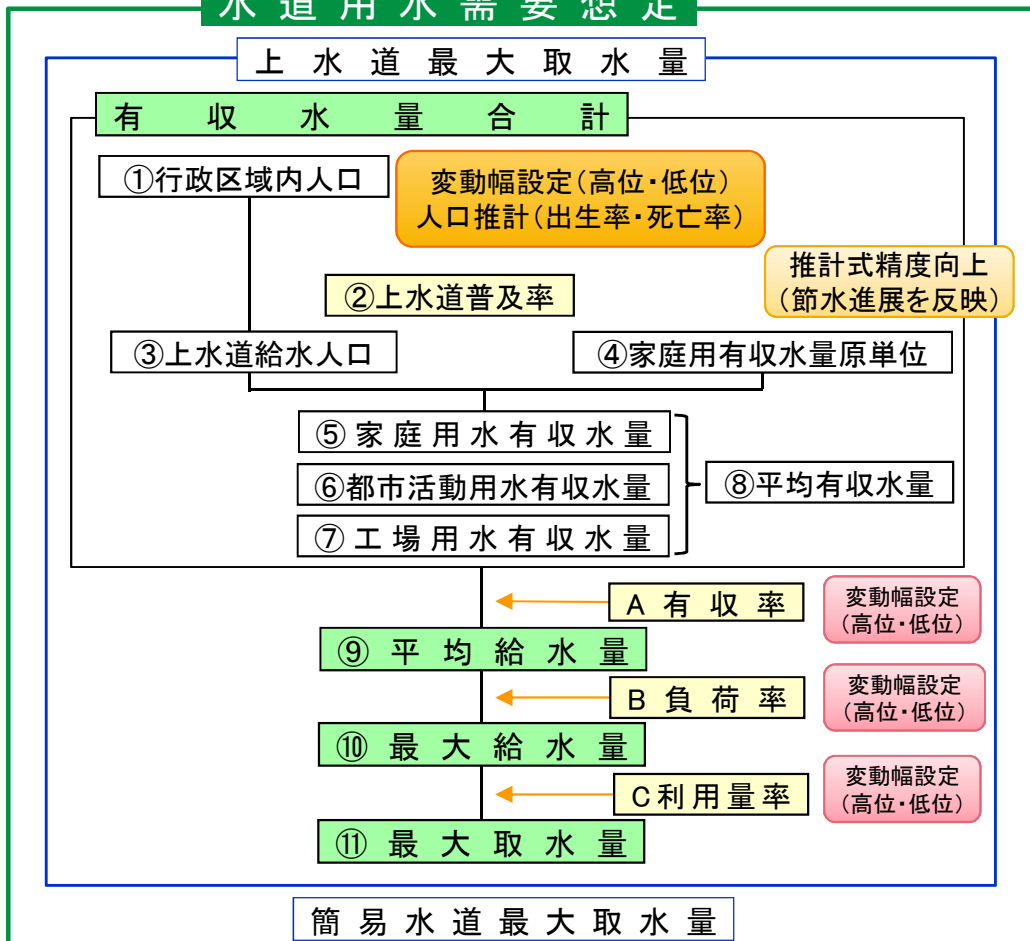 水道用水需要想定
上水道最大取水量
有収水量合計
①行政区域内人口
変動幅設定(高位・低位)
人口推計(出生率・死亡率)
推計式精度向上
(節水進展を反映)
②上水道普及率
③上水道給水人口
④家庭用有収水量原単位
⑤家庭用水有収水量
⑥都市活動用水有収水量
⑧平均有収水量
⑦工場用水有収水量
A有収率
変動幅設定
(高位・低位)
⑨平均給水量
B負荷率
変動幅設定
(高位・低位)
⑩最大給水量
C利用量率
変動幅設定
(高位・低位)
⑪最大取水量
簡易水道最大取水量